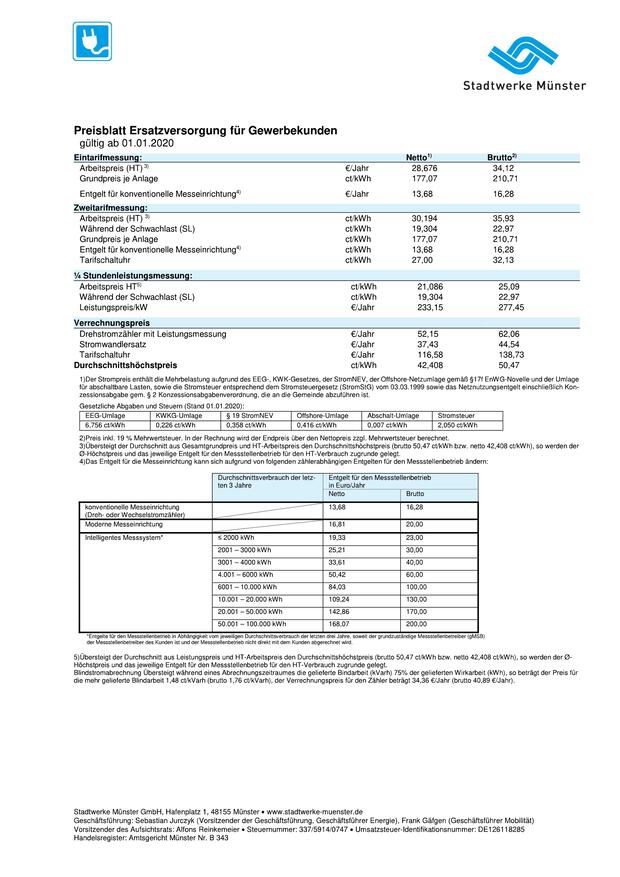 Stadtwerke Münster
Preisblatt Ersatzversorgung für Gewerbekunden
gültig ab 01.01.2020
Eintarifmessung: Netto1) Brutto2)
Arbeitspreis (HT) 3) €/Jahr 28,676 34,12
Grundpreis je Anlage ct/kWh 177,07 210,71
Entgelt für konventionelle Messeinrichtung4) €/Jahr 13,68 16,28
Zweitarifmessung:
Arbeitspreis (HT) 3) ct/kWh 30,194 35,93
Während der Schwachlast (SL) ct/kWh 19,304 22,97
Grundpreis je Anlage ct/kWh 177,07 210,71
Entgelt für konventionelle Messeinrichtung4) ct/kWh 13,68 16,28
Tarifschaltuhr ct/kWh 27,00 32,13
¼ Stundenleistungsmessung:
Arbeitspreis HT5) ct/kWh 21,086 25,09
Während der Schwachlast (SL) ct/kWh 19,304 22,97
Leistungspreis/kW €/Jahr 233,15 277,45
Verrechnungspreis
Drehstromzähler mit Leistungsmessung €/Jahr 52,15 62,06
Stromwandlersatz €/Jahr 37,43 44,54
Tarifschaltuhr €/Jahr 116,58 138,73
Durchschnittshöchstpreis ct/kWh 42,408 50,47
1)Der Strompreis enthält die Mehrbelastung aufgrund des EEG-, KWK-Gesetzes, der StromNEV, der Offshore-Netzumlage gemäß §17f EnWG-Novelle und der Umlage
für abschaltbare Lasten, sowie die Stromsteuer entsprechend dem Stromsteuergesetz (StromStG) vom 03.03.1999 sowie das Netznutzungsentgelt einschließlich Kon-
zessionsabgabe gem. § 2 Konzessionsabgabenverordnung, die an die Gemeinde abzuführen ist.
Gesetzliche Abgaben und Steuern (Stand 01.01.2020):
EEG-Umlage KWKG-Umlage § 19 StromNEV Offshore-Umlage Abschalt-Umlage Stromsteuer
6,756 ct/kWh 0,226 ct/kWh 0,358 ct/kWh 0,416 ct/kWh 0,007 ct/kWh 2,050 ct/kWh
2)Preis inkl. 19 % Mehrwertsteuer. In der Rechnung wird der Endpreis über den Nettopreis zzgl. Mehrwertsteuer berechnet.
3)Übersteigt der Durchschnitt aus Gesamtgrundpreis und HT-Arbeitspreis den Durchschnittshöchstpreis (brutto 50,47 ct/kWh bzw. netto 42,408 ct/kWh), so werden der
Ø-Höchstpreis und das jeweilige Entgelt für den Messstellenbetrieb für den HT-Verbrauch zugrunde gelegt.
4)Das Entgelt für die Messeinrichtung kann sich aufgrund von folgenden zählerabhängigen Entgelten für den Messstellenbetrieb ändern:
Durchschnittsverbrauch der letz- Entgelt für den Messstellenbetrieb
ten 3 Jahre in Euro/Jahr
Netto Brutto
konventionelle Messeinrichtung 13,68 16,28
(Dreh- oder Wechselstromzähler)
Moderne Messeinrichtung 16,81 20,00
Intelligentes Messsystem* ≤ 2000 kWh 19,33 23,00
2001 – 3000 kWh 25,21 30,00
3001 – 4000 kWh 33,61 40,00
4.001 – 6000 kWh 50,42 60,00
6001 – 10.000 kWh 84,03 100,00
10.001 – 20.000 kWh 109,24 130,00
20.001 – 50.000 kWh 142,86 170,00
50.001 – 100.000 kWh 168,07 200,00
*Entgelte für den Messstellenbetrieb in Abhängigkeit vom jeweiligen Durchschnittsverbrauch der letzten drei Jahre, soweit der grundzuständige Messstellenbetreiber (gMSB)
der Messstellenbetreiber des Kunden ist und der Messstellenbetrieb nicht direkt mit dem Kunden abgerechnet wird.
5)Übersteigt der Durchschnitt aus Leistungspreis und HT-Arbeitspreis den Durchschnittshöchstpreis (brutto 50,47 ct/kWh bzw. netto 42,408 ct/kWh), so werden der Ø-
Höchstpreis und das jeweilige Entgelt für den Messstellenbetrieb für den HT-Verbrauch zugrunde gelegt.
Blindstromabrechnung Übersteigt während eines Abrechnungszeitraumes die gelieferte Bindarbeit (kVarh) 75% der gelieferten Wirkarbeit (kWh), so beträgt der Preis für
die mehr gelieferte Blindarbeit 1,48 ct/kVarh (brutto 1,76 ct/kVarh), der Verrechnungspreis für den Zähler beträgt 34,36 €/Jahr (brutto 40,89 €/Jahr).
Stadtwerke Münster GmbH, Hafenplatz 1, 48155 Münster • www.stadtwerke-muenster.de
Geschäftsführung: Sebastian Jurczyk (Vorsitzender der Geschäftsführung, Geschäftsführer Energie), Frank Gäfgen (Geschäftsführer Mobilität)
Vorsitzender des Aufsichtsrats: Alfons Reinkemeier • Steuernummer: 337/5914/0747 • Umsatzsteuer-Identifikationsnummer: DE126118285
Handelsregister: Amtsgericht Münster Nr. B 343